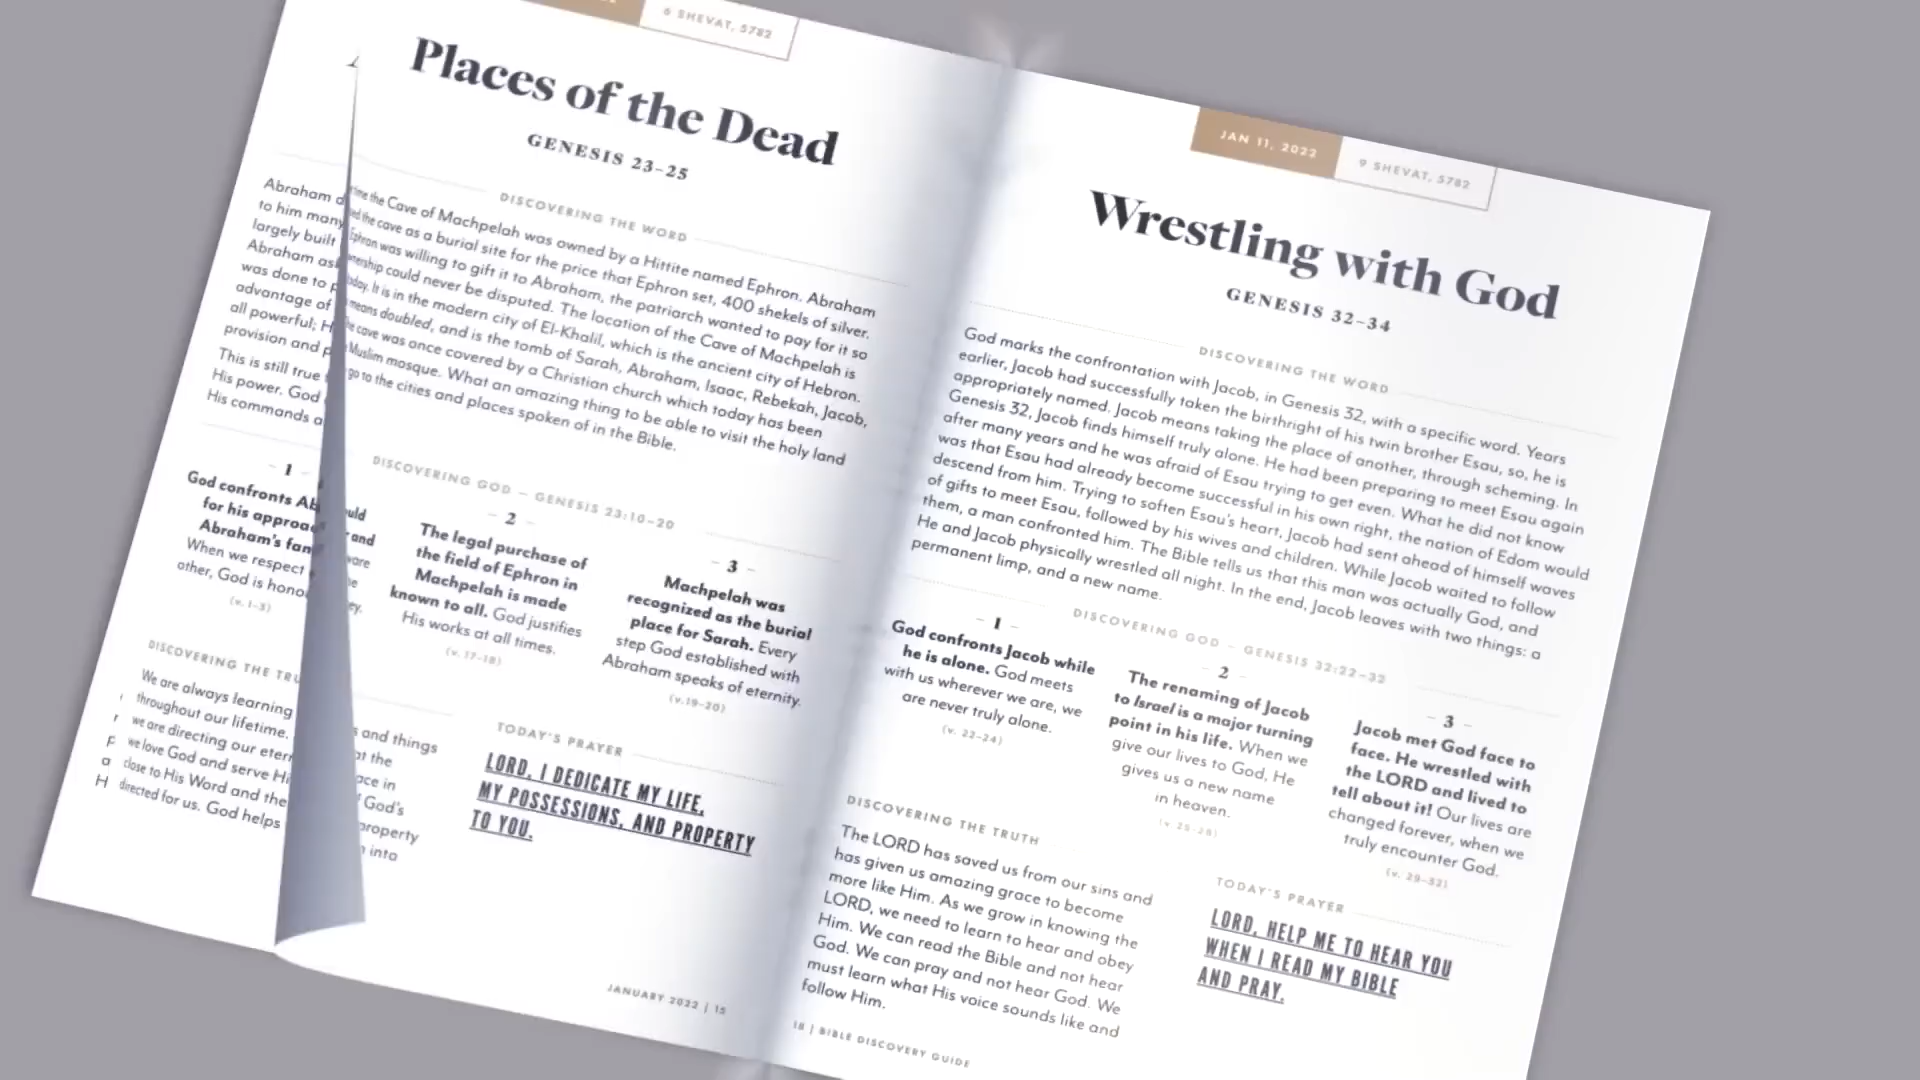 6 SHEVAT, 5782
Places of the Dead
GENESIS 23–25
DISCOVERING THE WORD
the Cave of Machpelah was owned by a Hittite named Ephron. Abraham
the cave as a burial site for the price that Ephron set, 400 shekels of silver.
Ephron was willing to gift it to Abraham, the patriarch wanted to pay for it so
could never be disputed. The location of the Cave of Machpelah is
today. It is in the modern city of El-Khalil, which is the ancient city of Hebron.
means doubled, and is the tomb of Sarah, Abraham, Isaac, Rebekah, Jacob,
The cave was once covered by a Christian church which today has been
Muslim mosque. What an amazing thing to be able to visit the holy land
go to the cities and places spoken of in the Bible.
Abraham
to him many
largely built
Abraham
was done to
advantage of
all powerful;
provision and
This is still true
His power. God
His commands
DISCOVERING GOD – GENESIS 23:10–20
– 1
God confronts
for his
Abraham's
When we respect
other, God is
(v. 1–3)
and
– 2 –
The legal purchase of
the field of Ephron in
Machpelah is made
known to all. God justifies
His works at all times.
(v. 17–18)
– 3 –
Machpelah was
recognized as the burial
place for Sarah. Every
step God established with
Abraham speaks of eternity.
(v.19–20)
DISCOVERING THE
We are always learning
throughout our lifetime.
we are directing our
we love God and serve
close to His Word and the
directed for us. God helps
and things
the
in
God's
property
into
TODAY'S PRAYER
LORD, I DEDICATE MY LIFE,
MY POSSESSIONS, AND PROPERTY
TO YOU.
JANUARY 2022 | 15
JAN 11, 2022
9 SHEVAT, 5782
Wrestling with God
GENESIS 32–34
DISCOVERING THE WORD
God marks the confrontation with Jacob, in Genesis 32, with a specific word. Years
earlier, Jacob had successfully taken the birthright of his twin brother Esau, so, he is
appropriately named. Jacob means taking the place of another, through scheming. In
Genesis 32, Jacob finds himself truly alone. He had been preparing to meet Esau again
after many years and he was afraid of Esau trying to get even. What he did not know
was that Esau had already become successful in his own right, the nation of Edom would
descend from him. Trying to soften Esau's heart, Jacob had sent ahead of himself waves
of gifts to meet Esau, followed by his wives and children. While Jacob waited to follow
them, a man confronted him. The Bible tells us that this man was actually God, and
He and Jacob physically wrestled all night. In the end, Jacob leaves with two things: a
permanent limp, and a new name.
DISCOVERING GOD – GENESIS 32:22–32
– 1 –
God confronts Jacob while
he is alone. God meets
with us wherever we are, we
are never truly alone.
(v. 22–24)
– 2 –
The renaming of Jacob
to Israel is a major turning
point in his life. When we
give our lives to God, He
gives us a new name
in heaven.
(v. 25–28)
– 3 –
Jacob met God face to
face. He wrestled with
the LORD and lived to
tell about it! Our lives are
changed forever, when we
truly encounter God.
(v. 29–32)
DISCOVERING THE TRUTH
The LORD has saved us from our sins and
has given us amazing grace to become
more like Him. As we grow in knowing the
LORD, we need to learn to hear and obey
Him. We can read the Bible and not hear
God. We can pray and not hear God. We
must learn what His voice sounds like and
follow Him.
TODAY'S PRAYER
LORD, HELP ME TO HEAR YOU
WHEN I READ MY BIBLE
AND PRAY.
18 | BIBLE DISCOVERY GUIDE